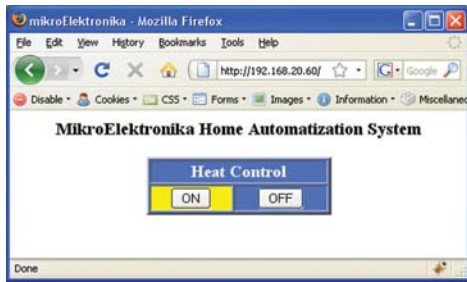 mikroElektronika - Mozilla Firefox
File Edit View History Bookmarks Tools Help
http://192.168.20.60/ G Google
Disable Cookies CSS Forms Images Information Miscellaneo
MikroElektronika Home Automatization System
Heat Control
ON OFF
Done